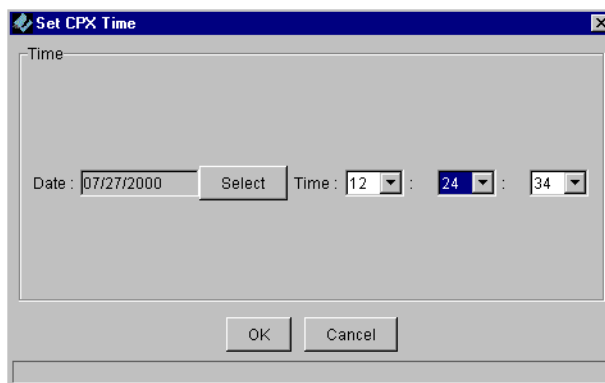 Set CPX Time
Time
Date : 07/27/2000 Select Time : 12 : 24 : 34
OK Cancel